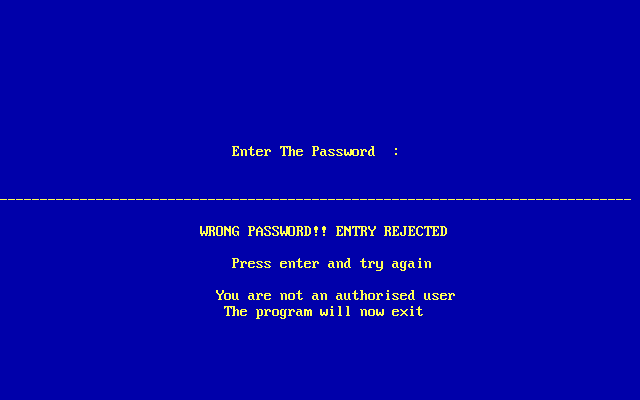 Enter The Password  :
--------------------------------------------------------------------------------
WRONG PASSWORD!! ENTRY REJECTED
Press enter and try again
You are not an authorised user
The program will now exit